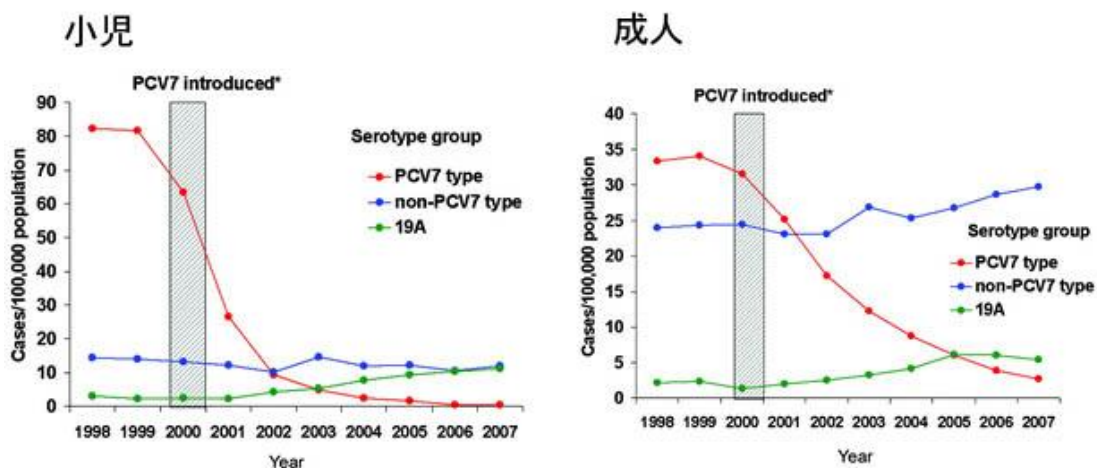 小児
PCV7 introduced*
Cases/100,000 population
90
80
70
60
50
40
30
20
10
0
Serotype group
PCV7 type
non-PCV7 type
19A
1998 1999 2000 2001 2002 2003 2004 2005 2006 2007
Year
成人
PCV7 introduced*
Cases/100,000 population
40
35
30
25
20
15
10
5
0
Serotype group
PCV7 type
non-PCV7 type
19A
1998 1999 2000 2001 2002 2003 2004 2005 2006 2007
Year